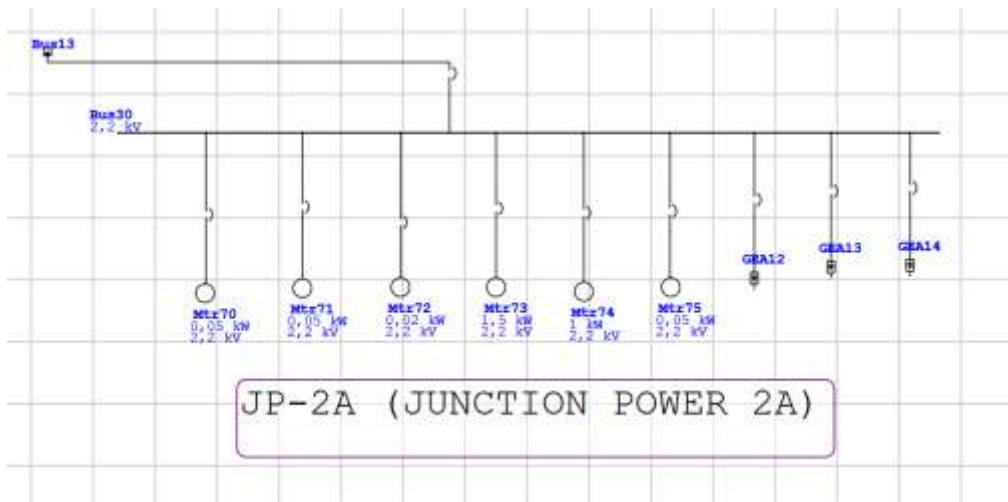 Bus13
Bus30
2,2 kV
GEA12
GEA13
GEA14
Mtr70
0,05 kW
2,2 kV
Mtr71
0,05 kW
2,2 kV
Mtr72
0,02 kW
2,2 kV
Mtr73
1,5 kW
2,2 kV
Mtr74
1 kW
2,2 kV
Mtr75
0,05 kW
2,2 kV
JP-2A (JUNCTION POWER 2A)